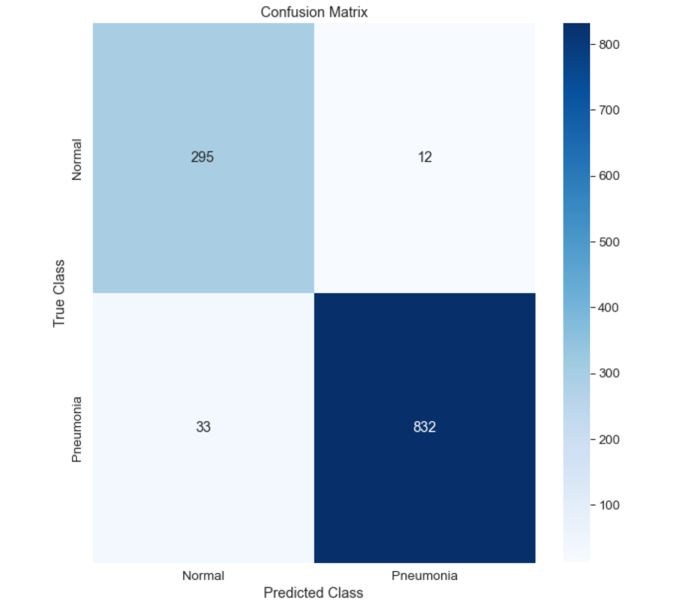 Confusion Matrix
True Class
Normal
295
12
Pneumonia
33
832
Normal
Pneumonia
Predicted Class
800
700
600
500
400
300
200
100